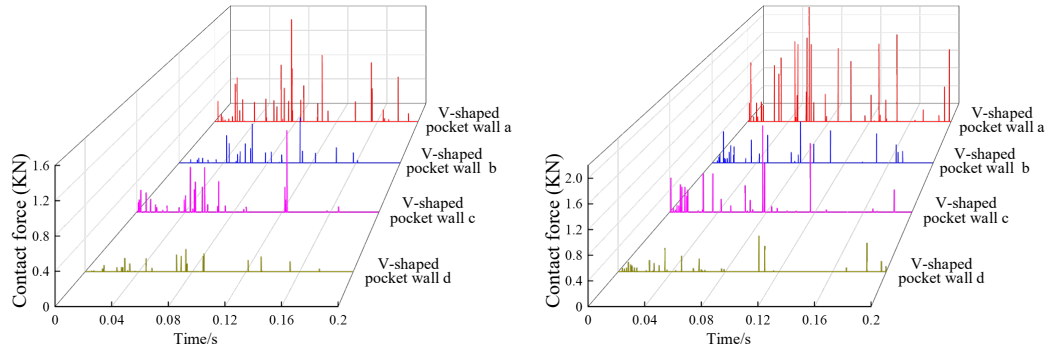 V-shaped
pocket wall a
V-shaped
pocket wall b
V-shaped
pocket wall c
V-shaped
pocket wall d
Contact force (KN)
1.6
1.2
0.8
0.4
0
0 0.04 0.08 0.12 0.16 0.2
Time/s
V-shaped
pocket wall a
V-shaped
pocket wall b
V-shaped
pocket wall c
V-shaped
pocket wall d
Contact force (KN)
2.0
1.6
1.2
0.8
0.4
0
0 0.04 0.08 0.12 0.16 0.2
Time/s